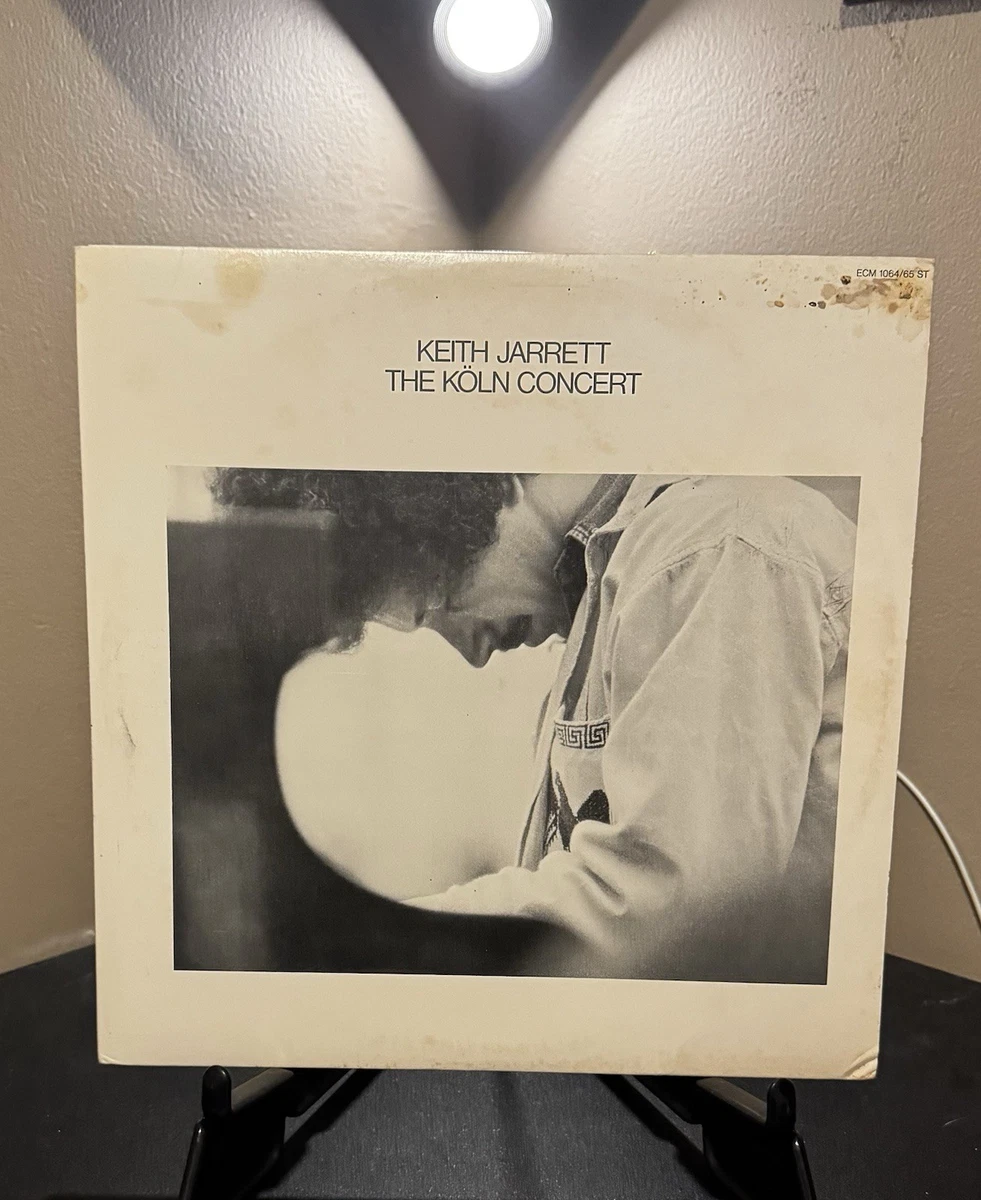 ECM 1064/65 ST
KEITH JARRETT
THE KÖLN CONCERT